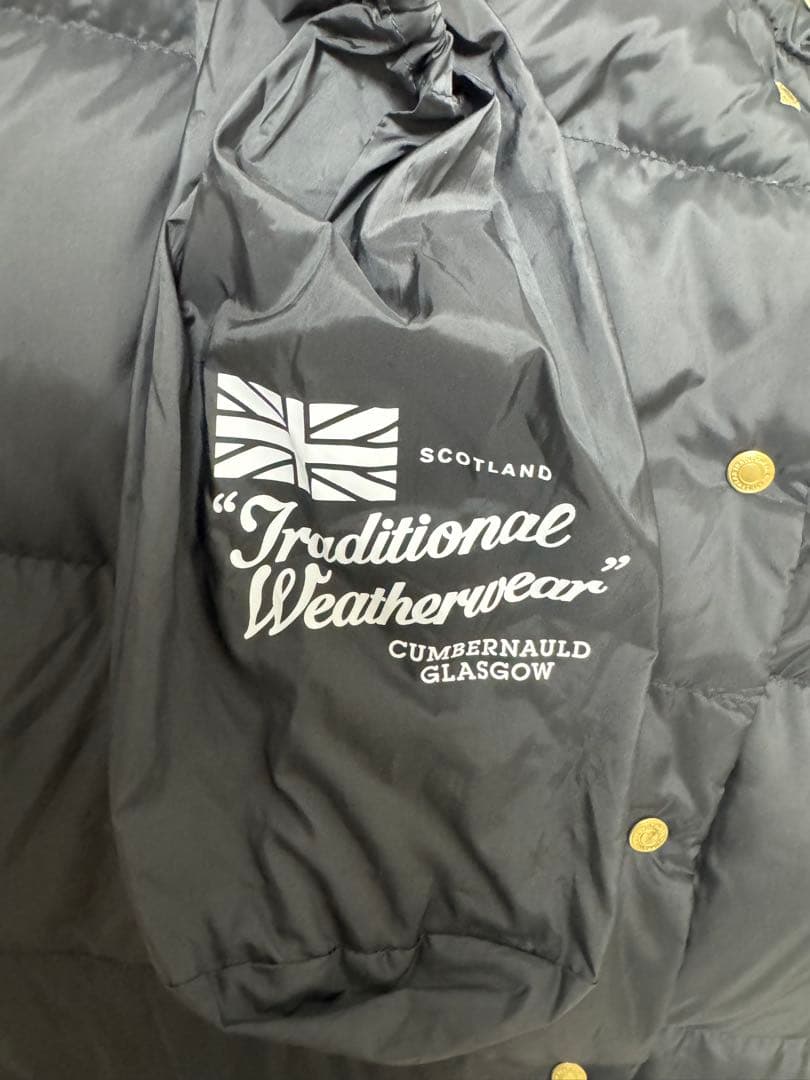 SCOTLAND
“Traditional
Weatherwear”
CUMBERNAULD
GLASGOW